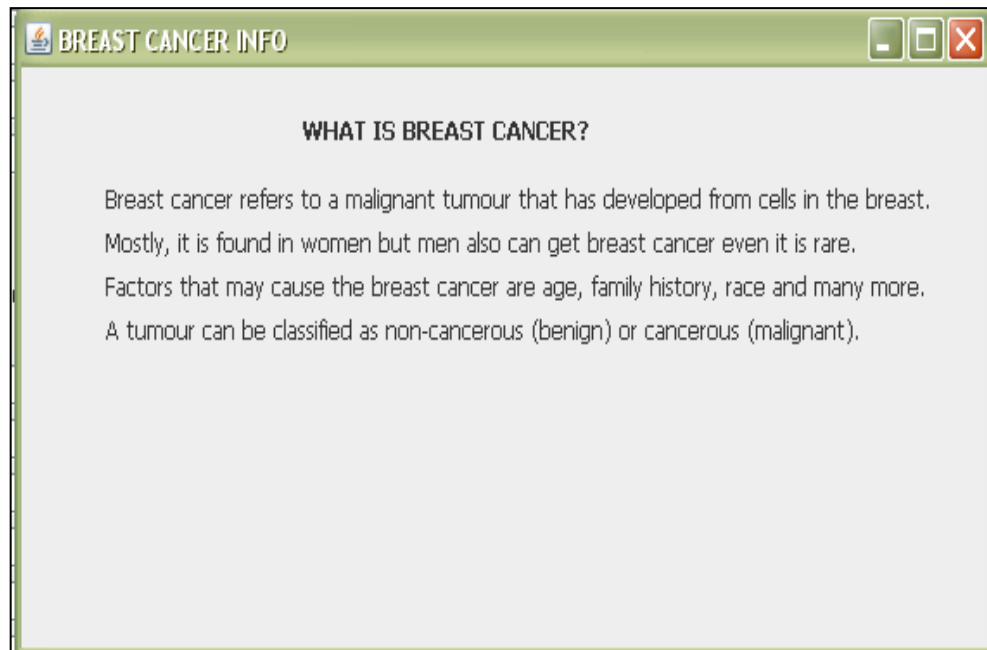 BREAST CANCER INFO
WHAT IS BREAST CANCER?
Breast cancer refers to a malignant tumour that has developed from cells in the breast.
Mostly, it is found in women but men also can get breast cancer even it is rare.
Factors that may cause the breast cancer are age, family history, race and many more.
A tumour can be classified as non-cancerous (benign) or cancerous (malignant).